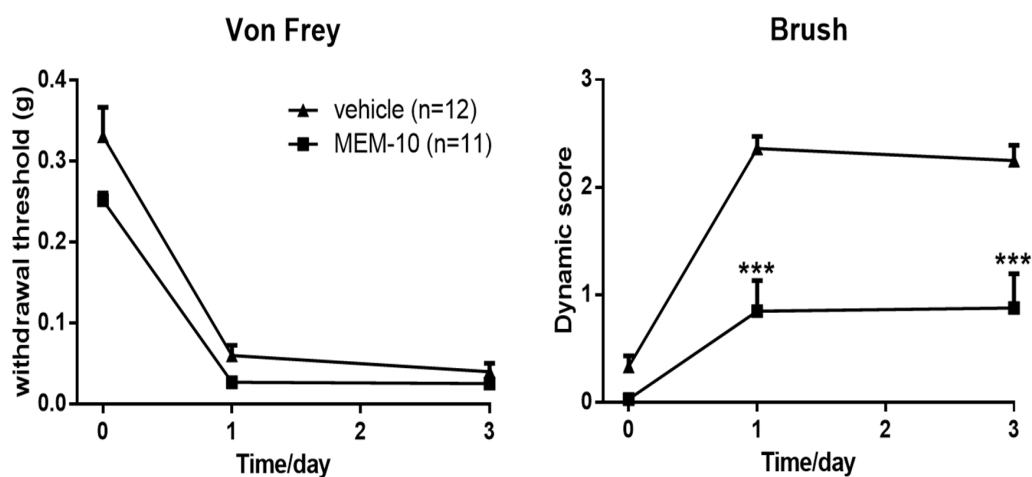 Von Frey
withdrawal threshold (g)
0.4
0.3
0.2
0.1
0.0
vehicle (n=12)
MEM-10 (n=11)
0 1 2 3
Time/day
Brush
Dynamic score
3
2
1
0
***
***
0 1 2 3
Time/day